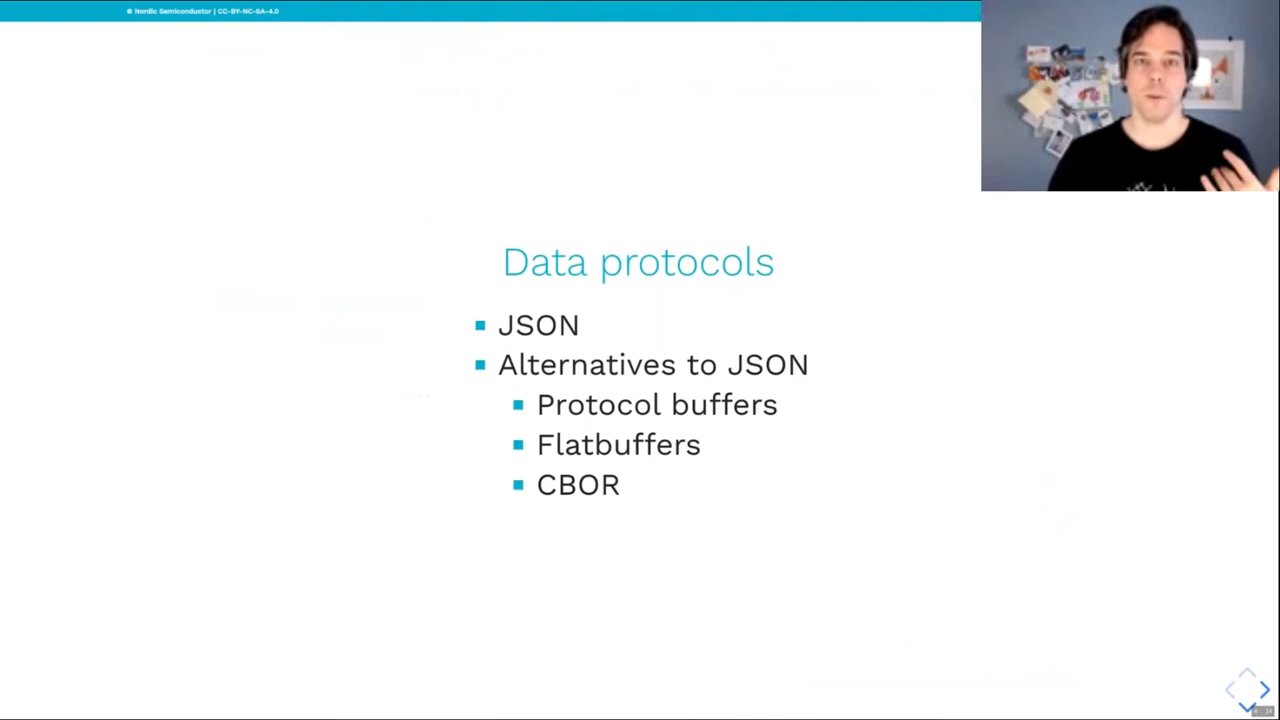 © Nordic Semiconductor | CC-BY-NC-SA-4.0
Data protocols
JSON
Alternatives to JSON
Protocol buffers
Flatbuffers
CBOR